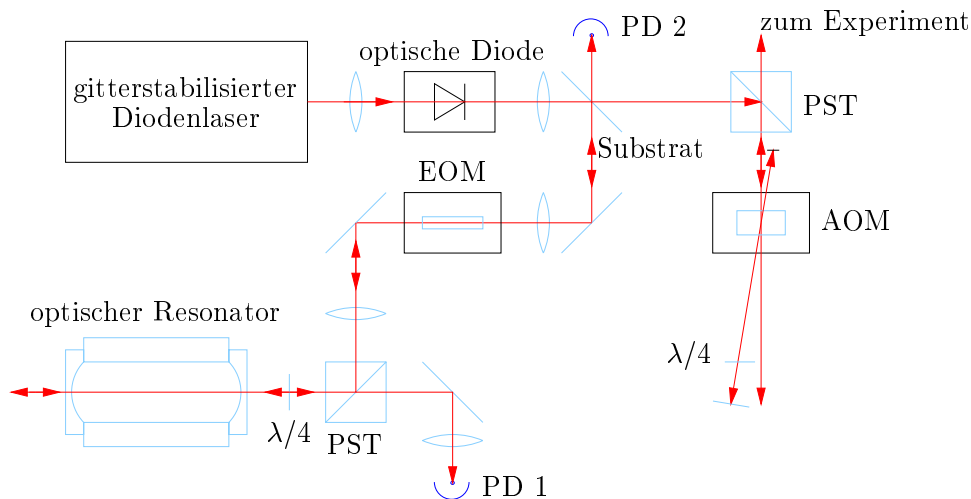 zum Experiment
PD 2
optische Diode
gitterstabilisierter
Diodenlaser
PST
Substrat
EOM
AOM
optischer Resonator
λ/4
λ/4
PST
PD 1